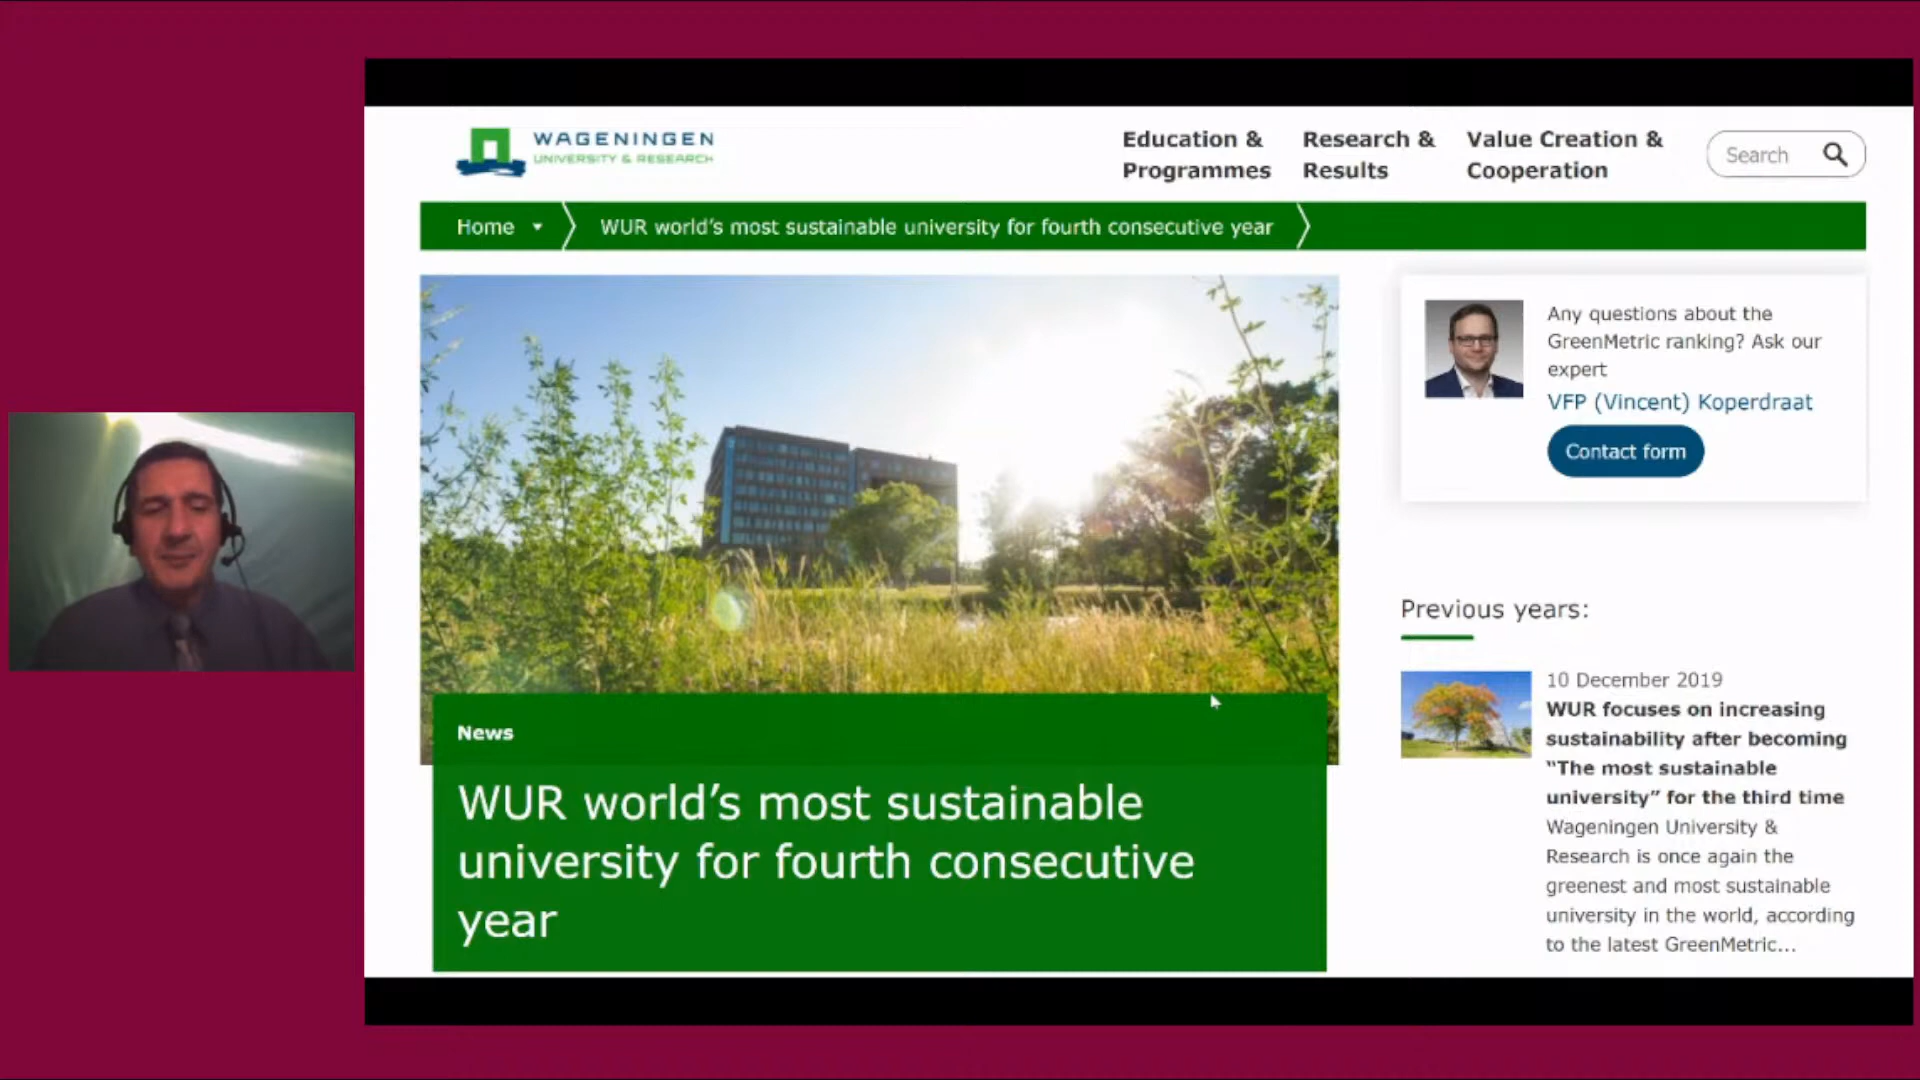 WAGENINGEN
UNIVERSITY & RESEARCH
Education &
Programmes
Research &
Results
Value Creation &
Cooperation
Search
Home
WUR world's most sustainable university for fourth consecutive year
Any questions about the
GreenMetric ranking? Ask our
expert
VFP (Vincent) Koperdraat
Contact form
News
WUR world's most sustainable
university for fourth consecutive
year
Previous years:
10 December 2019
WUR focuses on increasing
sustainability after becoming
“The most sustainable
university” for the third time
Wageningen University &
Research is once again the
greenest and most sustainable
university in the world, according
to the latest GreenMetric...